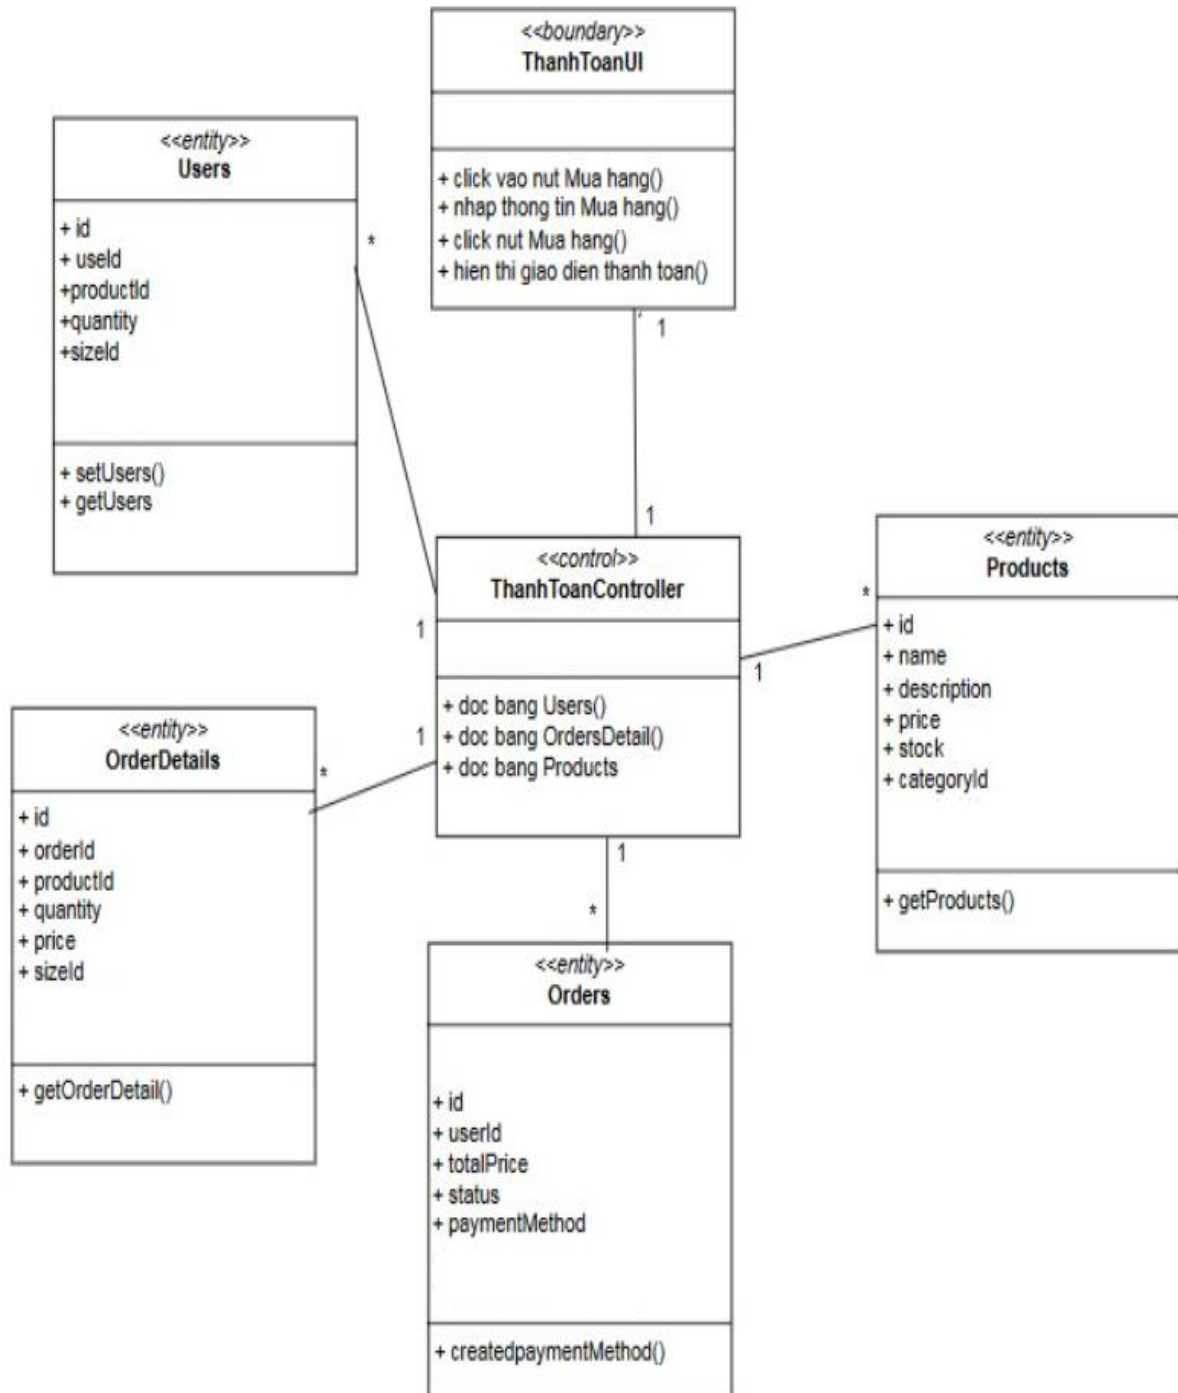 <<boundary>>
ThanhToanUI
+ click vao nut Mua hang()
+ nhap thong tin Mua hang()
+ click nut Mua hang()
+ hien thi giao dien thanh toan()
1
<<entity>>
Users
+ id
+ useId
+productId
+quantity
+sizeId
+ setUsers()
+ getUsers
*
1
1
<<control>>
ThanhToanController
+ doc bang Users()
+ doc bang OrdersDetail()
+ doc bang Products
1
*
<<entity>>
Products
+ id
+ name
+ description
+ price
+ stock
+ categoryId
+ getProducts()
<<entity>>
OrderDetails
+ id
+ orderId
+ productId
+ quantity
+ price
+ sizeId
+ getOrderDetail()
*
1
1
*
<<entity>>
Orders
+ id
+ userId
+ totalPrice
+ status
+ paymentMethod
+ createdpaymentMethod()